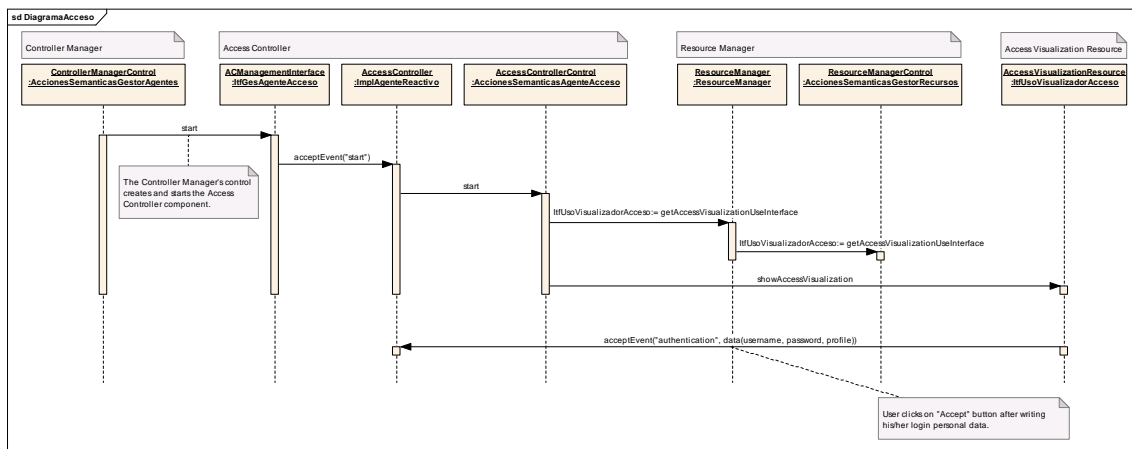 sd DiagramaAcceso
Controller Manager
Access Controller
Resource Manager
Access Visualization Resource
ControllerManagerControl
:AccionesSemanticasGestorAgentes
ACManagementInterface
:ItfGesAgenteAcceso
AccessController
:ImplAgenteReactivo
AccessControllerControl
:AccionesSemanticasAgenteAcceso
ResourceManager
:ResourceManager
ResourceManagerControl
:AccionesSemanticasGestorRecursos
AccessVisualizationResource
:ItfUsoVisualizadorAcceso
start
acceptEvent("start")
The Controller Manager's control
creates and starts the Access
Controller component.
start
ItfUsoVisualizadorAcceso:= getAccessVisualizationUseInterface
ItfUsoVisualizadorAcceso:= getAccessVisualizationUseInterface
showAccessVisualization
acceptEvent("authentication", data(username, password, profile))
User clicks on "Accept" button after writing
his/her login personal data.